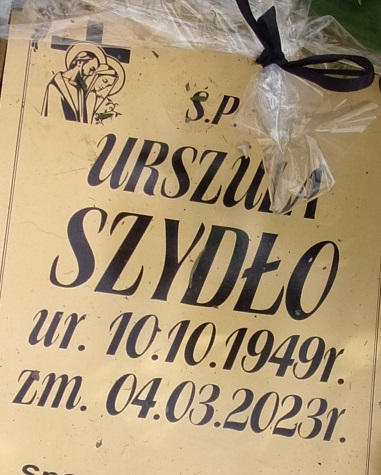 Ś.P.
URSZULA
SZYDŁO
ur. 10.10.1949r.
zm. 04.03.2023r.